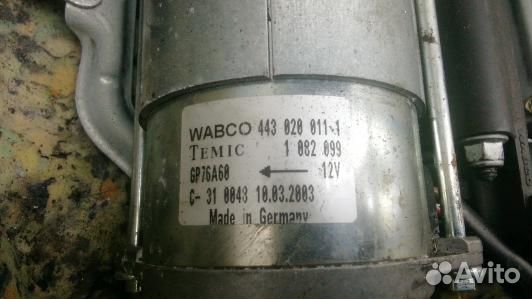 WABCO 443 020 011-1
TEMIC 1 082 099
GP76A60 12V
C- 31 0043 10.03.2003
Made in Germany
Avito